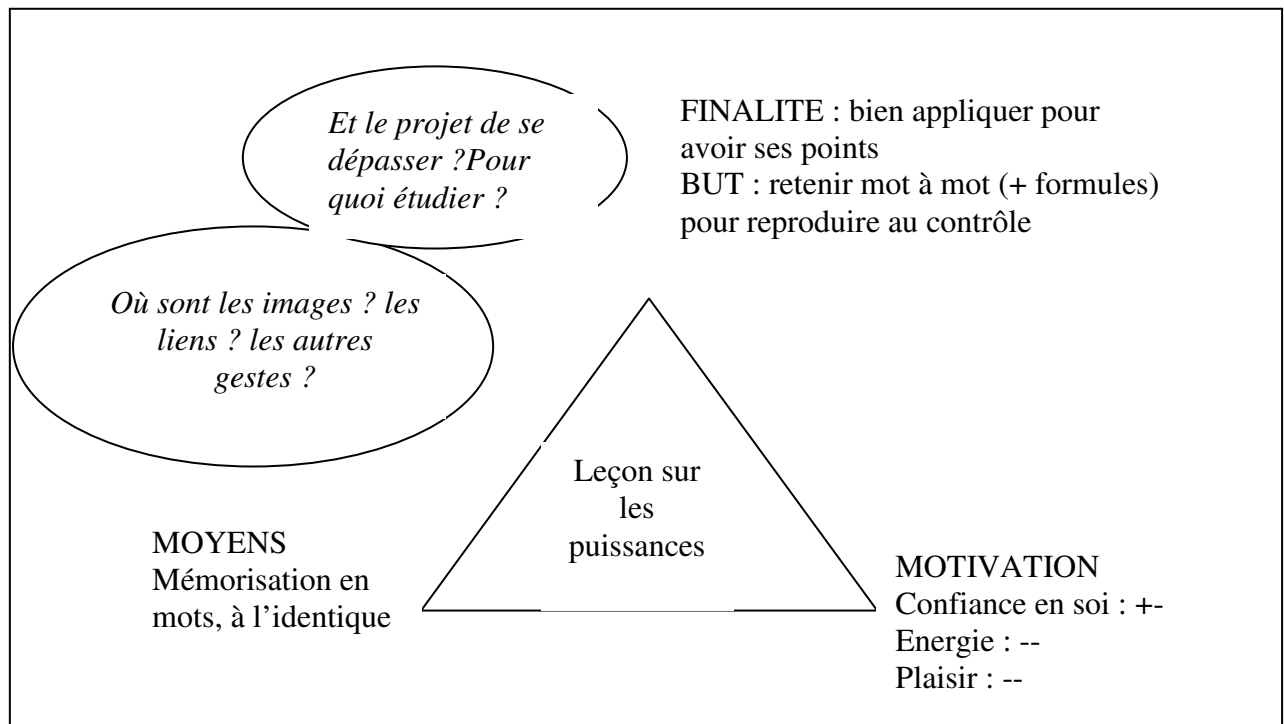 Et le projet de se
dépasser ?Pour
quoi étudier ?
FINALITE : bien appliquer pour
avoir ses points
BUT : retenir mot à mot (+ formules)
pour reproduire au contrôle
Où sont les images ? les
liens ? les autres
gestes ?
Leçon sur
les
puissances
MOYENS
Mémorisation en
mots, à l’identique
MOTIVATION
Confiance en soi : +-
Energie : --
Plaisir : --